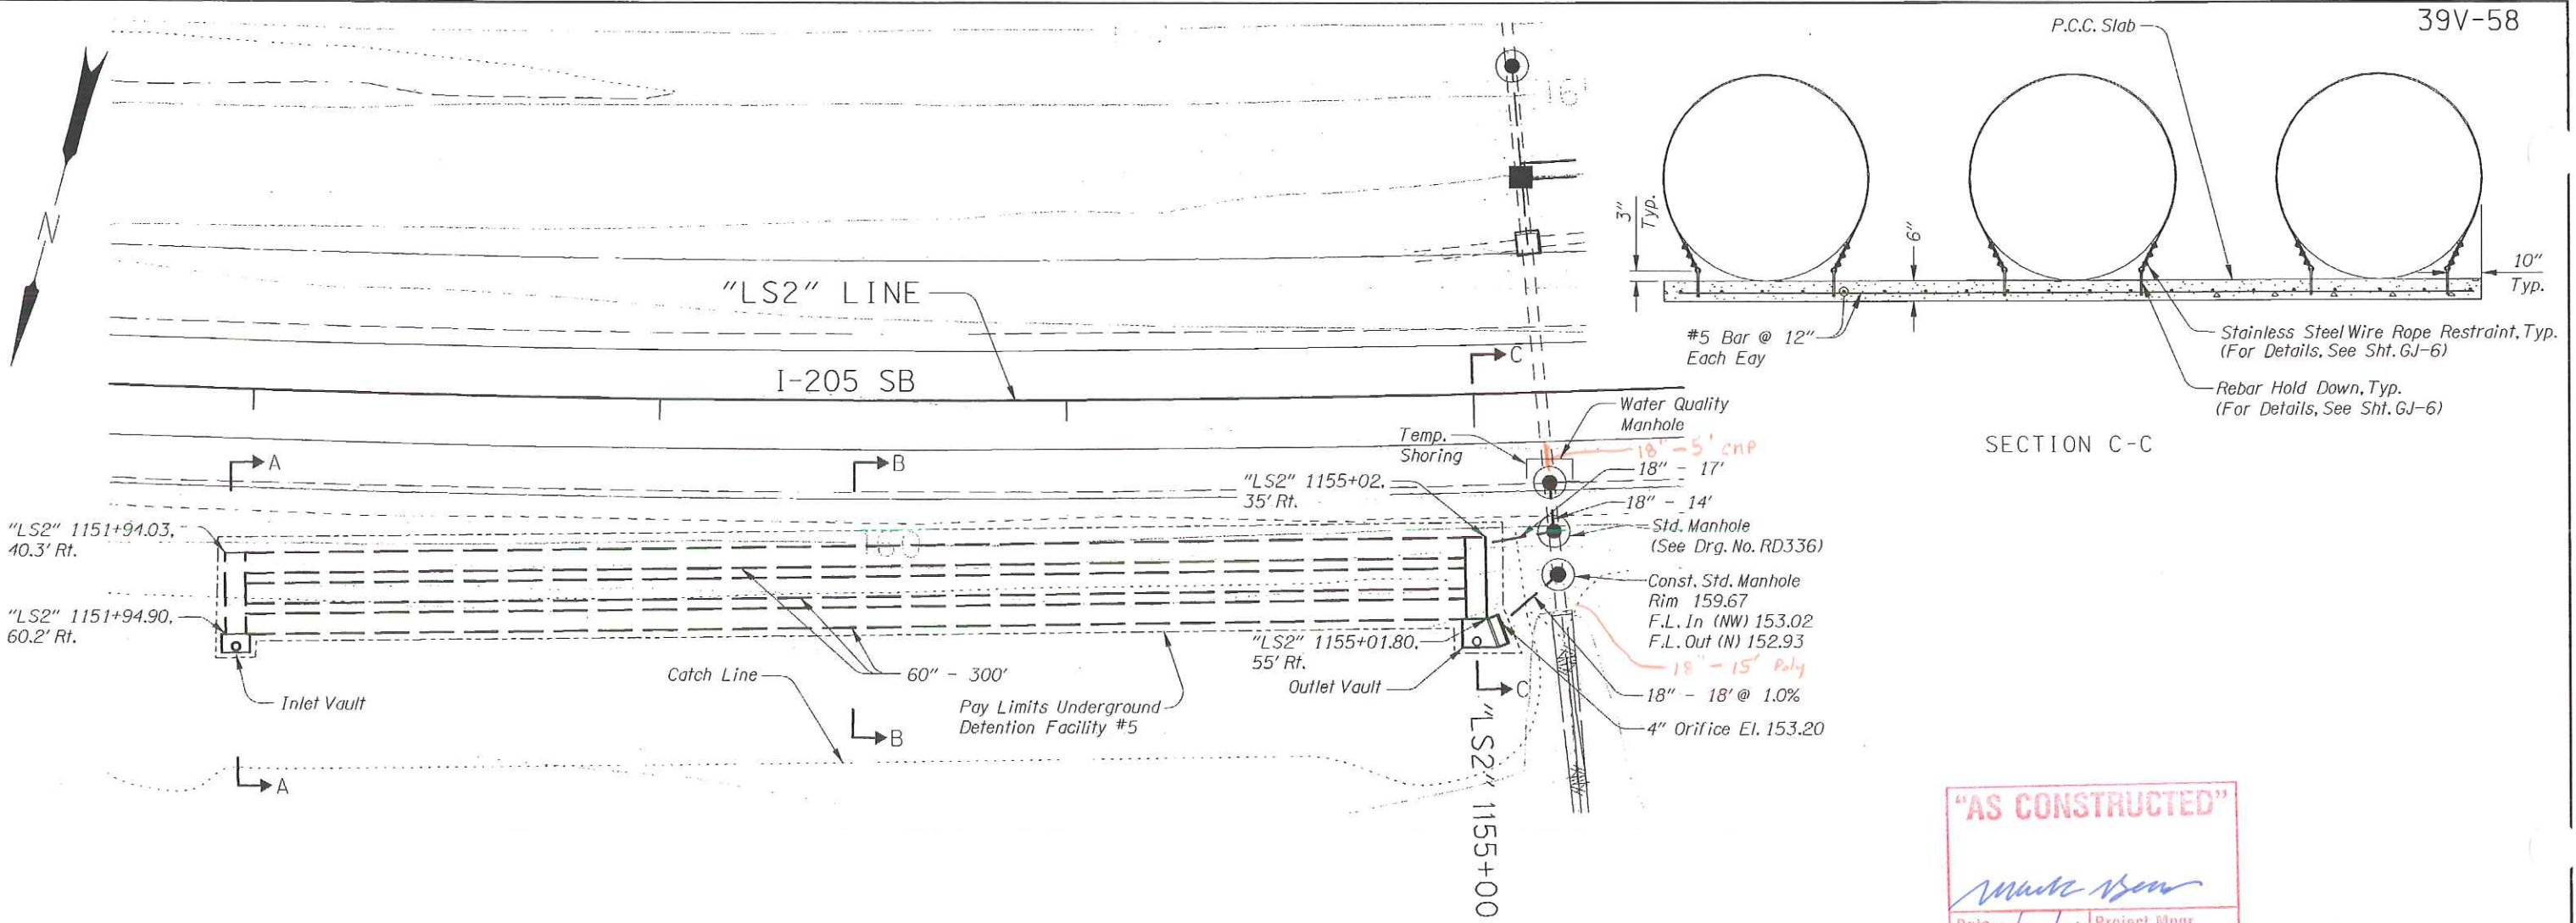 39V-58
P.C.C. Slab
16
N
3"
Typ.
6"
10"
Typ.
"LS2" LINE
#5 Bar @ 12"
Each Eay
Stainless Steel Wire Rope Restraint, Typ.
(For Details, See Sht. GJ-6)
Rebar Hold Down, Typ.
(For Details, See Sht. GJ-6)
SECTION C-C
I-205 SB
C
Water Quality
Manhole
Temp.
Shoring
18" - 5' CMP
A
B
18" - 17'
"LS2" 1155+02,
35' Rt.
18" - 14'
Std. Manhole
(See Drg. No. RD336)
"LS2" 1151+94.03,
40.3' Rt.
160
Const. Std. Manhole
Rim 159.67
F.L. In (NW) 153.02
F.L. Out (N) 152.93
"LS2" 1151+94.90,
60.2' Rt.
"LS2" 1155+01.80,
55' Rt.
18" - 15' Poly
Catch Line
60" - 300'
Outlet Vault
C
18" - 18' @ 1.0%
Inlet Vault
Pay Limits Underground
Detention Facility #5
4" Orifice El. 153.20
B
A
"LS2" 1155+00
"AS CONSTRUCTED"
Date
Project Mngr.